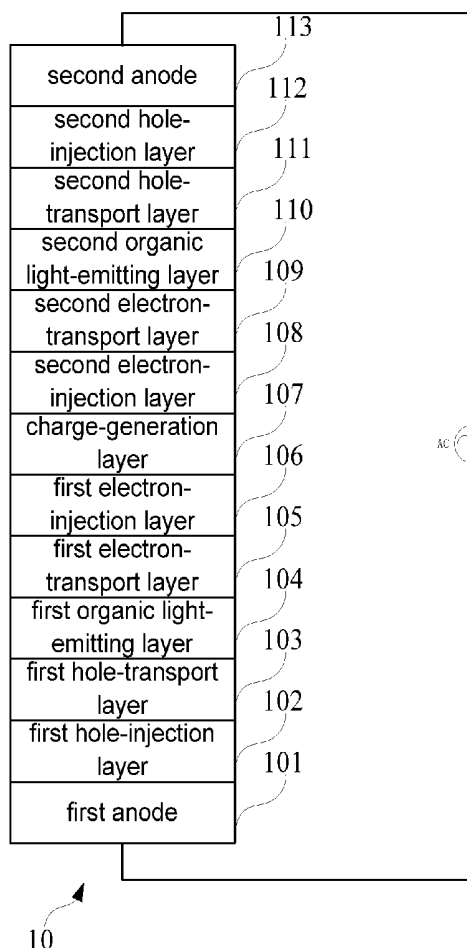 113
second anode
112
second hole-
injection layer
111
second hole-
transport layer
110
second organic
light-emitting layer
109
second electron-
transport layer
108
second electron-
injection layer
107
charge-generation
layer
106
first electron-
injection layer
105
first electron-
transport layer
104
first organic light-
emitting layer
103
first hole-transport
layer
102
first hole-injection
layer
101
first anode
AC
10